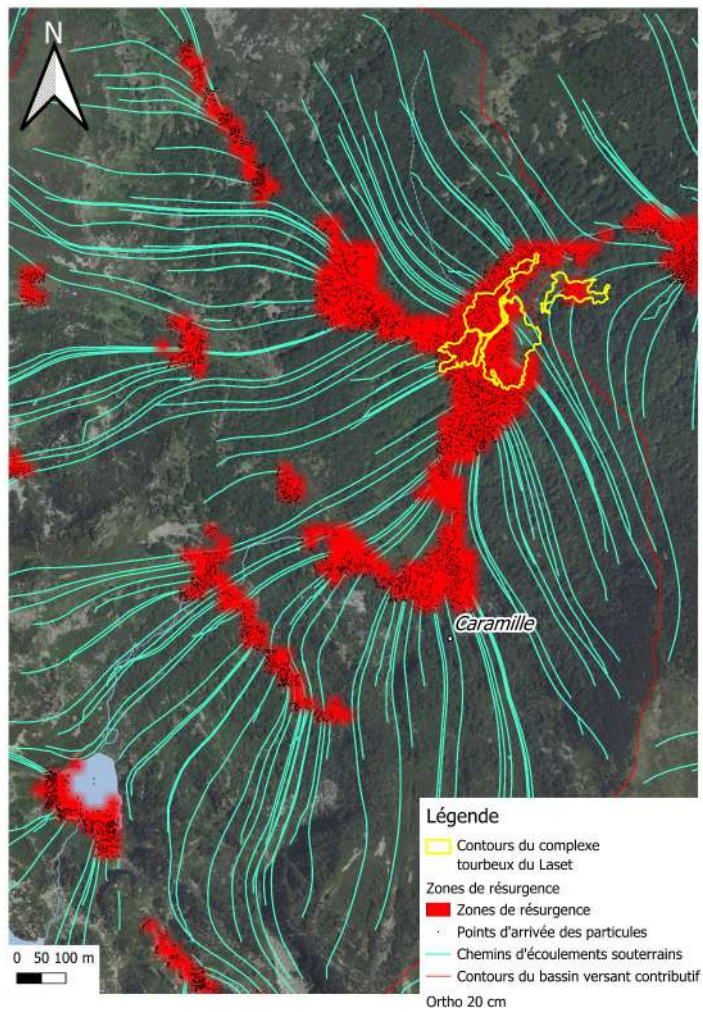 N
Caramille
Légende
Contours du complexe
tourbeux du Laset
Zones de résurgence
Zones de résurgence
Points d'arrivée des particules
Chemins d'écoulements souterrains
Contours du bassin versant contributif
Ortho 20 cm
0 50 100 m